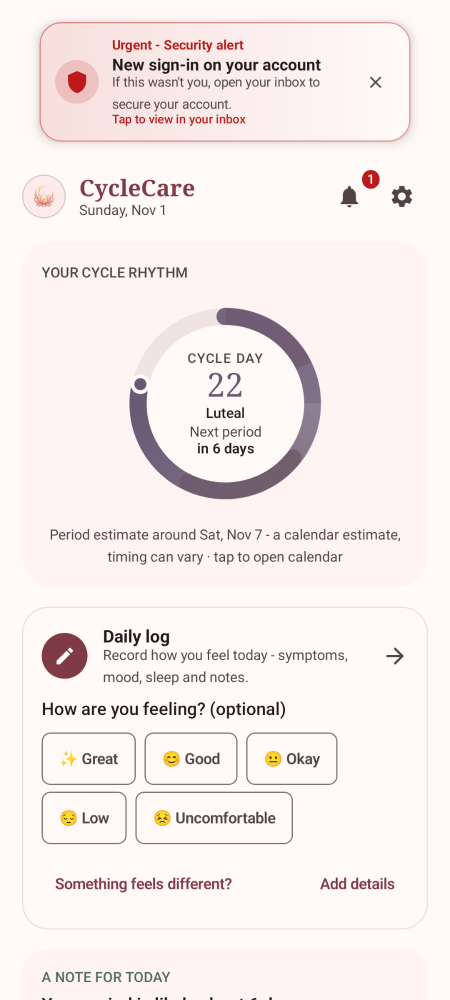 Urgent - Security alert
New sign-in on your account
If this wasn't you, open your inbox to
secure your account.
Tap to view in your inbox
CycleCare
Sunday, Nov 1
1
YOUR CYCLE RHYTHM
CYCLE DAY
22
Luteal
Next period
in 6 days
Period estimate around Sat, Nov 7 - a calendar estimate,
timing can vary · tap to open calendar
Daily log
Record how you feel today - symptoms,
mood, sleep and notes.
How are you feeling? (optional)
✨ Great
😊 Good
😐 Okay
😔 Low
😣 Uncomfortable
Something feels different?
Add details
A NOTE FOR TODAY